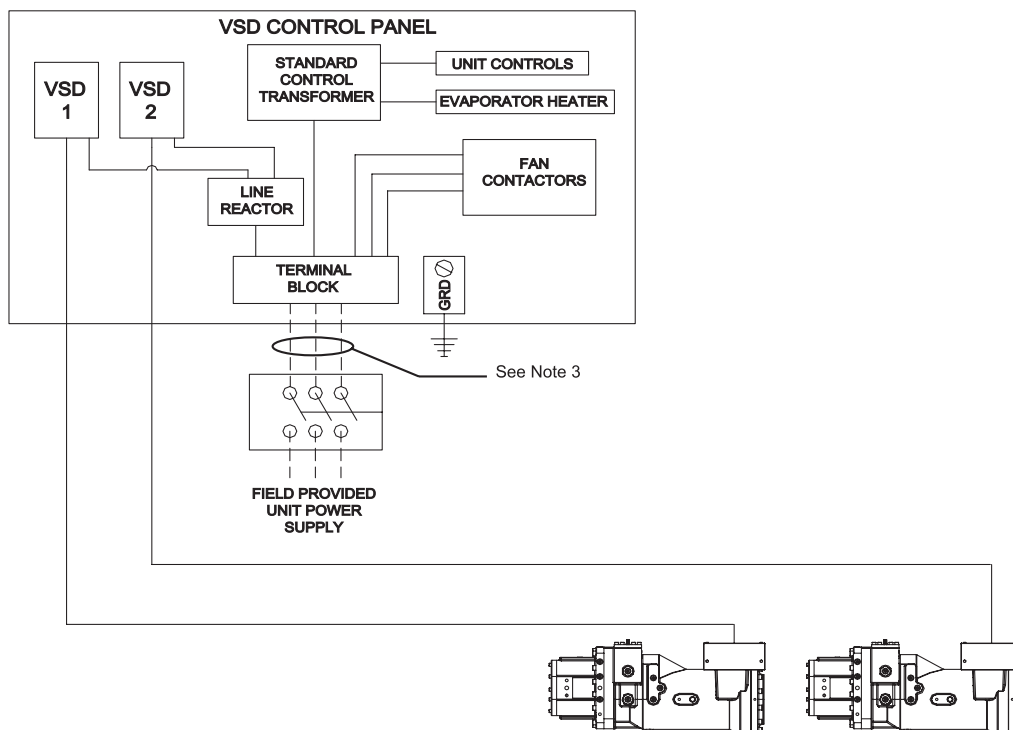 VSD CONTROL PANEL
VSD
1
VSD
2
STANDARD
CONTROL
TRANSFORMER
UNIT CONTROLS
EVAPORATOR HEATER
FAN
CONTACTORS
LINE
REACTOR
TERMINAL
BLOCK
GRD
See Note 3
FIELD PROVIDED
UNIT POWER
SUPPLY